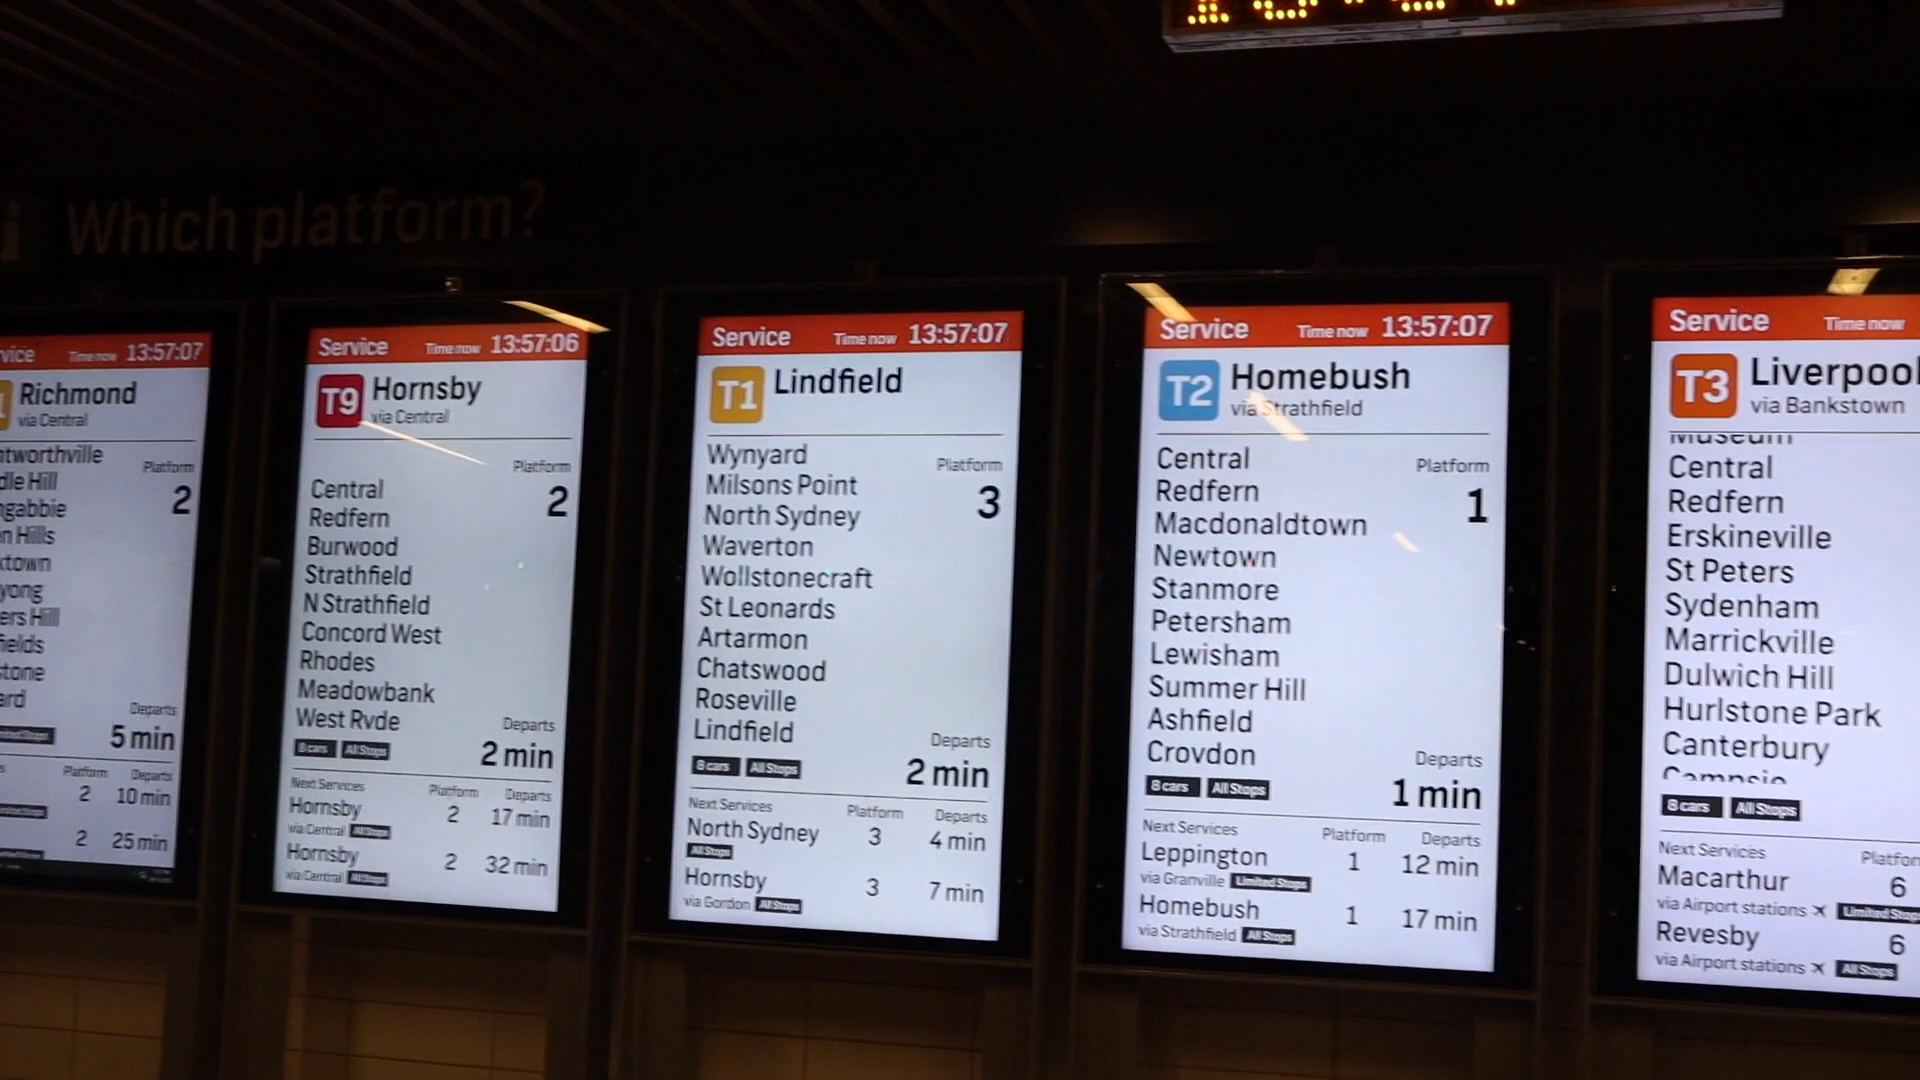 i Which platform?
Service Time now 13:57:07
Richmond
via Central
Platform
2
Departs
5 min
Platform Departs
2 10 min
2 25 min
Service Time now 13:57:06
T9 Hornsby
via Central
Platform
2
Central
Redfern
Burwood
Strathfield
N Strathfield
Concord West
Rhodes
Meadowbank
West Ryde
Departs
2 min
8 cars All Stops
Next Services Platform Departs
Hornsby 2 17 min
via Central All Stops
Hornsby 2 32 min
via Central All Stops
Service Time now 13:57:07
T1 Lindfield
Platform
3
Wynyard
Milsons Point
North Sydney
Waverton
Wollstonecraft
St Leonards
Artarmon
Chatswood
Roseville
Lindfield
Departs
2 min
8 cars All Stops
Next Services Platform Departs
North Sydney 3 4 min
All Stops
Hornsby 3 7 min
via Gordon All Stops
Service Time now 13:57:07
T2 Homebush
via Strathfield
Platform
1
Central
Redfern
Macdonaldtown
Newtown
Stanmore
Petersham
Lewisham
Summer Hill
Ashfield
Croydon
Departs
1 min
8 cars All Stops
Next Services Platform Departs
Leppington 1 12 min
via Granville Limited Stops
Homebush 1 17 min
via Strathfield All Stops
Service Time now
T3 Liverpool
via Bankstown
Museum
Central
Redfern
Erskineville
St Peters
Sydenham
Marrickville
Dulwich Hill
Hurlstone Park
Canterbury
Campsie
8 cars All Stops
Next Services Platform
Macarthur 6
via Airport stations Limited Stops
Revesby 6
via Airport stations All Stops